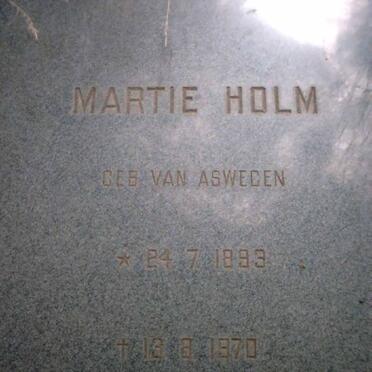 MARTIE HOLM
GEB VAN ASWEGEN
* 24 7 1893
† 13 8 1970